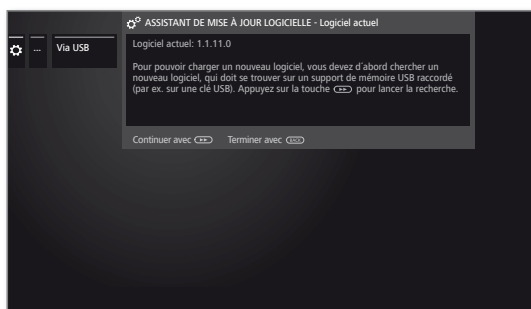 ASSISTANT DE MISE À JOUR LOGICIELLE - Logiciel actuel
... Via USB
Logiciel actuel: 1.1.11.0
Pour pouvoir charger un nouveau logiciel, vous devez d´abord chercher un
nouveau logiciel, qui doit se trouver sur un support de mémoire USB raccordé
(par ex. sur une clé USB). Appuyez sur la touche pour lancer la recherche.
Continuer avec Terminer avec BACK